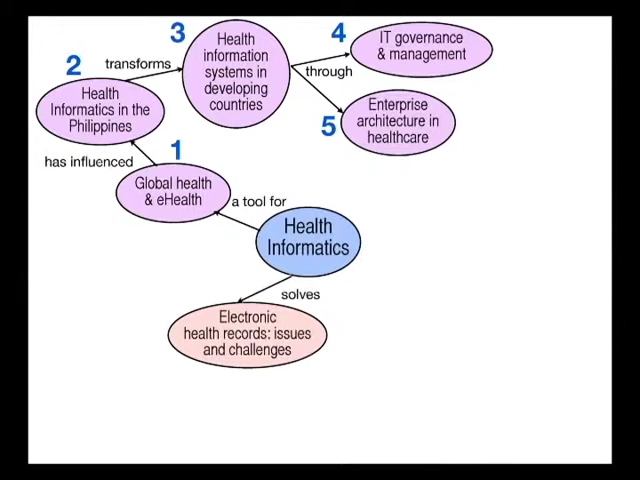 3
Health
information
systems in
developing
countries
4
IT governance
& management
transforms
through
2
Health
Informatics in the
Philippines
5
Enterprise
architecture in
healthcare
has influenced
1
Global health
& eHealth
a tool for
Health
Informatics
solves
Electronic
health records: issues
and challenges